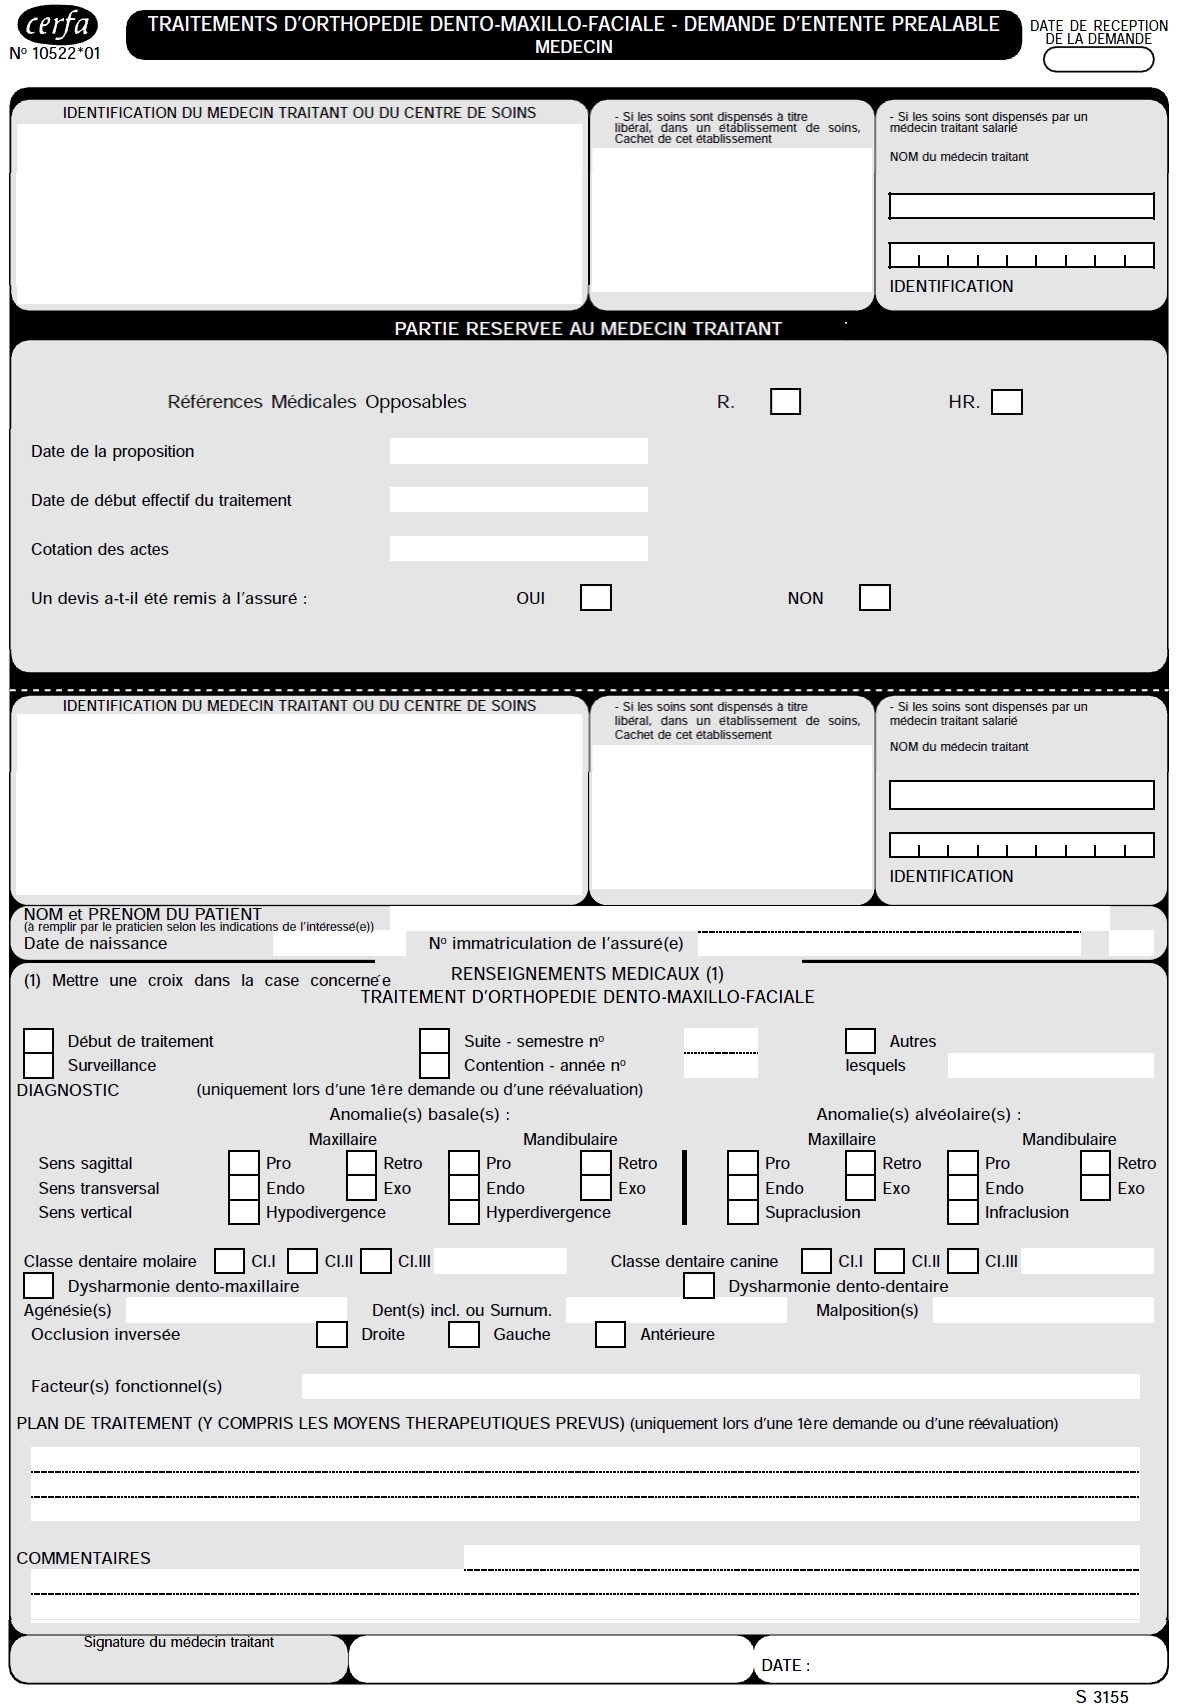 cerfa
TRAITEMENTS D'ORTHOPEDIE DENTO-MAXILLO-FACIALE - DEMANDE D'ENTENTE PREALABLE
MEDECIN
DATE DE RECEPTION
DE LA DEMANDE
Nº 10522*01
IDENTIFICATION DU MEDECIN TRAITANT OU DU CENTRE DE SOINS
- Si les soins sont dispensés à titre
libéral, dans un établissement de soins,
Cachet de cet établissement
- Si les soins sont dispensés par un
médecin traitant salarié
NOM du médecin traitant
IDENTIFICATION
PARTIE RESERVEE AU MEDECIN TRAITANT
Références Médicales Opposables R. HR.
Date de la proposition
Date de début effectif du traitement
Cotation des actes
Un devis a-t-il été remis à l'assuré : OUI NON
IDENTIFICATION DU MEDECIN TRAITANT OU DU CENTRE DE SOINS
- Si les soins sont dispensés à titre
libéral, dans un établissement de soins,
Cachet de cet établissement
- Si les soins sont dispensés par un
médecin traitant salarié
NOM du médecin traitant
IDENTIFICATION
NOM et PRENOM DU PATIENT
(à remplir par le praticien selon les indications de l'intéressé(e))
Date de naissance Nº immatriculation de l'assuré(e)
RENSEIGNEMENTS MEDICAUX (1)
(1) Mettre une croix dans la case concernée
TRAITEMENT D'ORTHOPEDIE DENTO-MAXILLO-FACIALE
Début de traitement Suite - semestre nº Autres
Surveillance Contention - année nº lesquels
DIAGNOSTIC (uniquement lors d'une 1ère demande ou d'une réévaluation)
Anomalie(s) basale(s) : Anomalie(s) alvéolaire(s) :
Maxillaire Mandibulaire Maxillaire Mandibulaire
Sens sagittal Pro Retro Pro Retro Pro Retro Pro Retro
Sens transversal Endo Exo Endo Exo Endo Exo Endo Exo
Sens vertical Hypodivergence Hyperdivergence Supraclusion Infraclusion
Classe dentaire molaire Cl.I Cl.II Cl.III Classe dentaire canine Cl.I Cl.II Cl.III
Dysharmonie dento-maxillaire Dysharmonie dento-dentaire
Agénésie(s) Dent(s) incl. ou Surnum. Malposition(s)
Occlusion inversée Droite Gauche Antérieure
Facteur(s) fonctionnel(s)
PLAN DE TRAITEMENT (Y COMPRIS LES MOYENS THERAPEUTIQUES PREVUS) (uniquement lors d'une 1ère demande ou d'une réévaluation)
COMMENTAIRES
Signature du médecin traitant
DATE :
S 3155